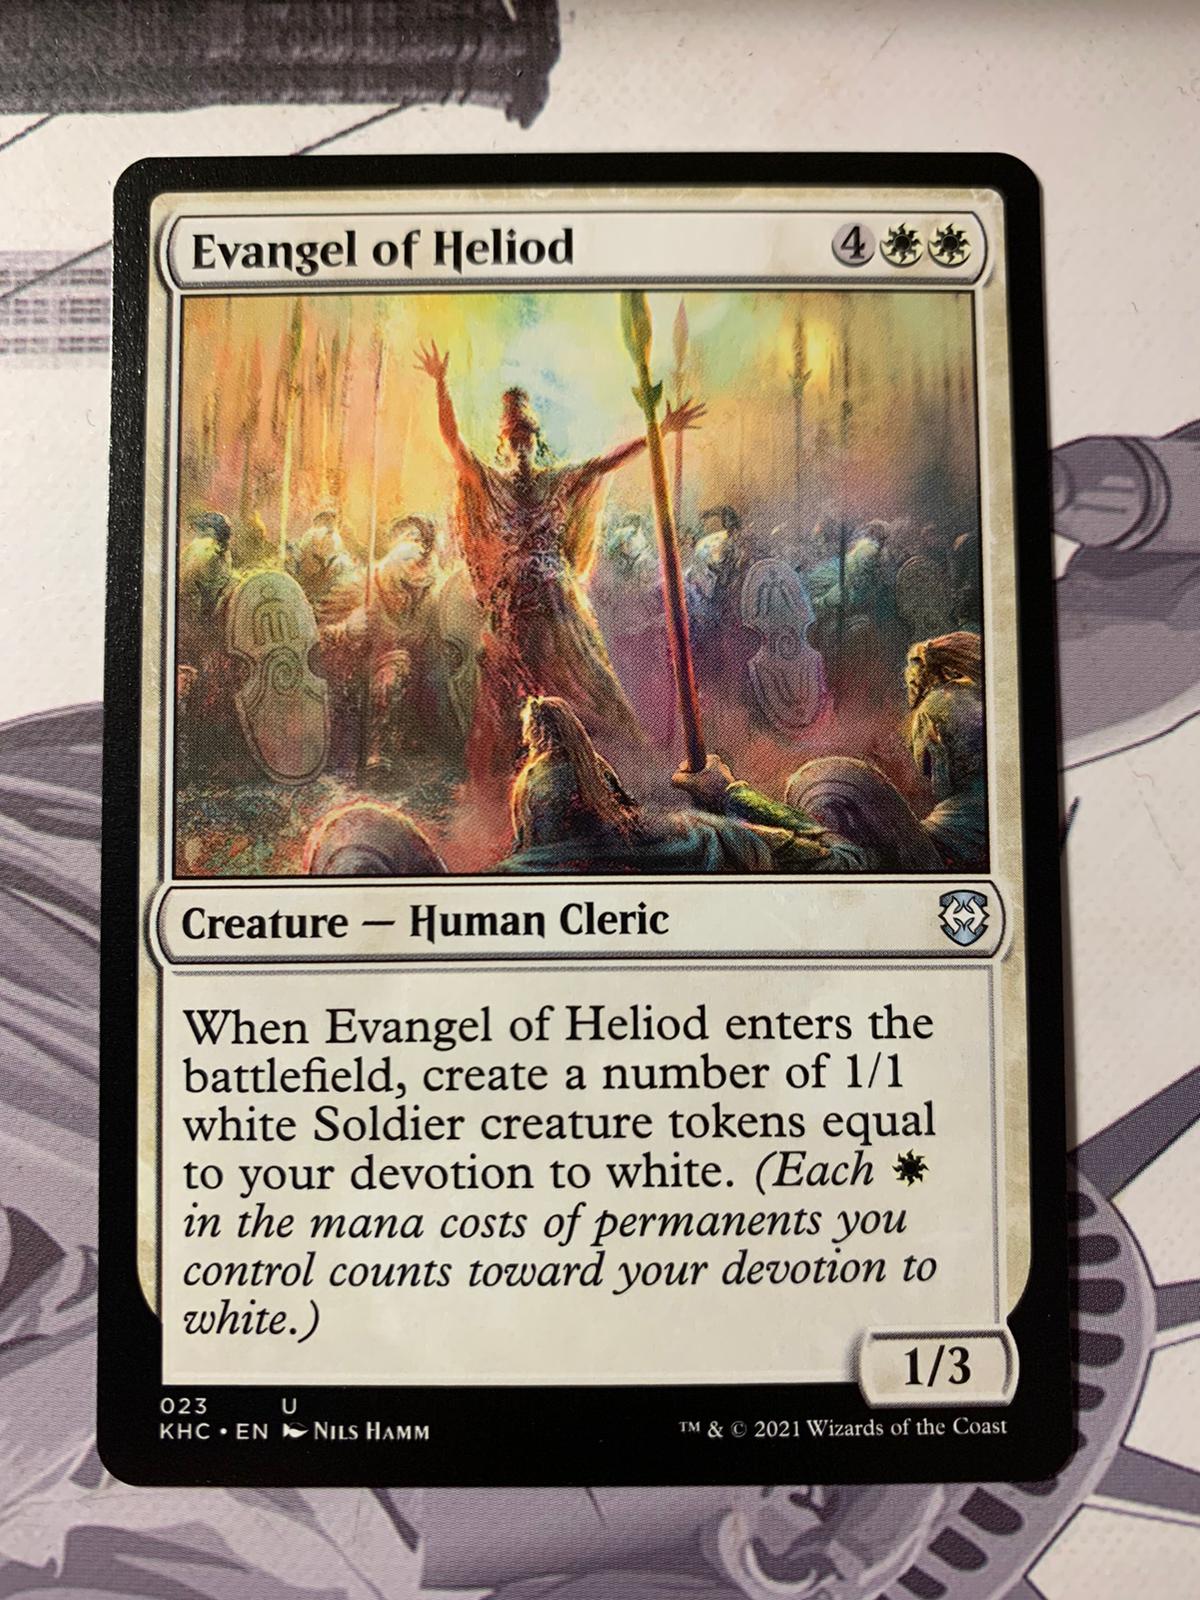 Evangel of Heliod 4
Creature — Human Cleric
When Evangel of Heliod enters the
battlefield, create a number of 1/1
white Soldier creature tokens equal
to your devotion to white. (Each
in the mana costs of permanents you
control counts toward your devotion to
white.)
1/3
023 U
KHC • EN NILS HAMM
™ & © 2021 Wizards of the Coast